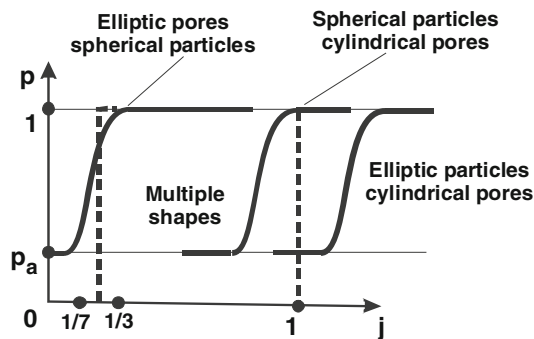 Elliptic pores
spherical particles
Spherical particles
cylindrical pores
p
1
Multiple
shapes
Elliptic particles
cylindrical pores
pa
0
1/7
1/3
1
j